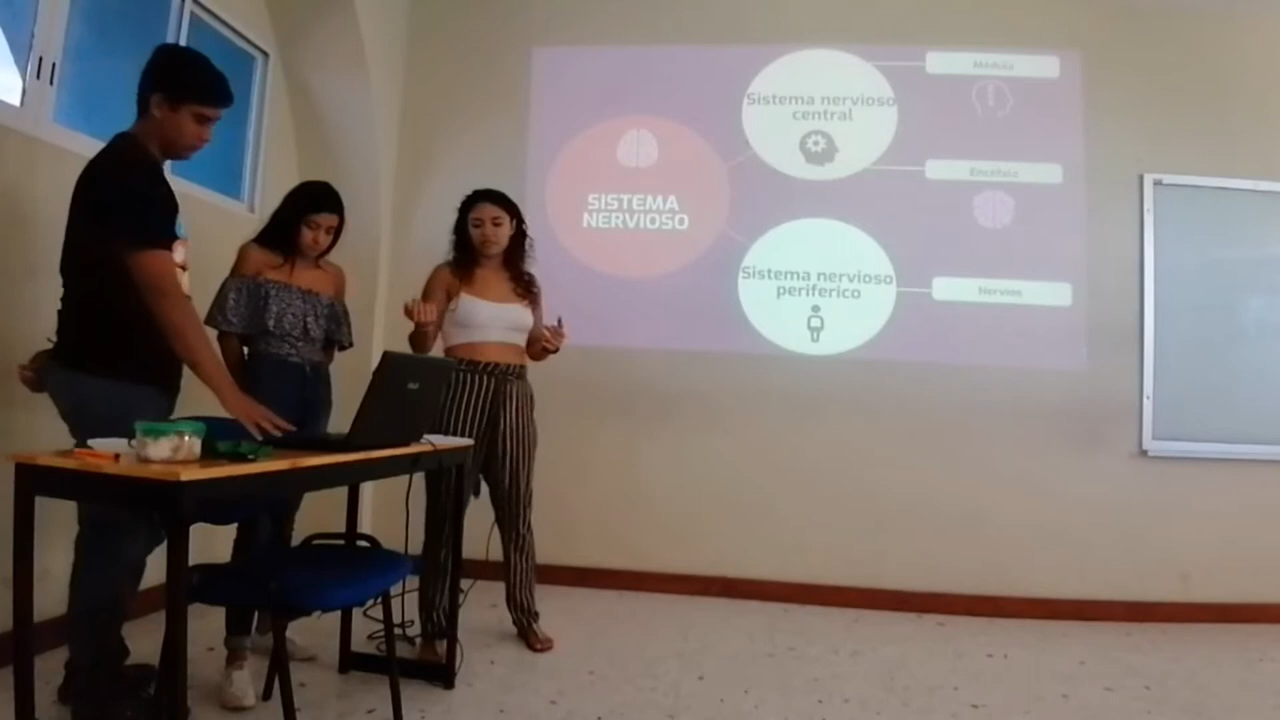 SISTEMA
NERVIOSO
Sistema nervioso
central
Sistema nervioso
periferico
Médula
Encéfalo
Nervios